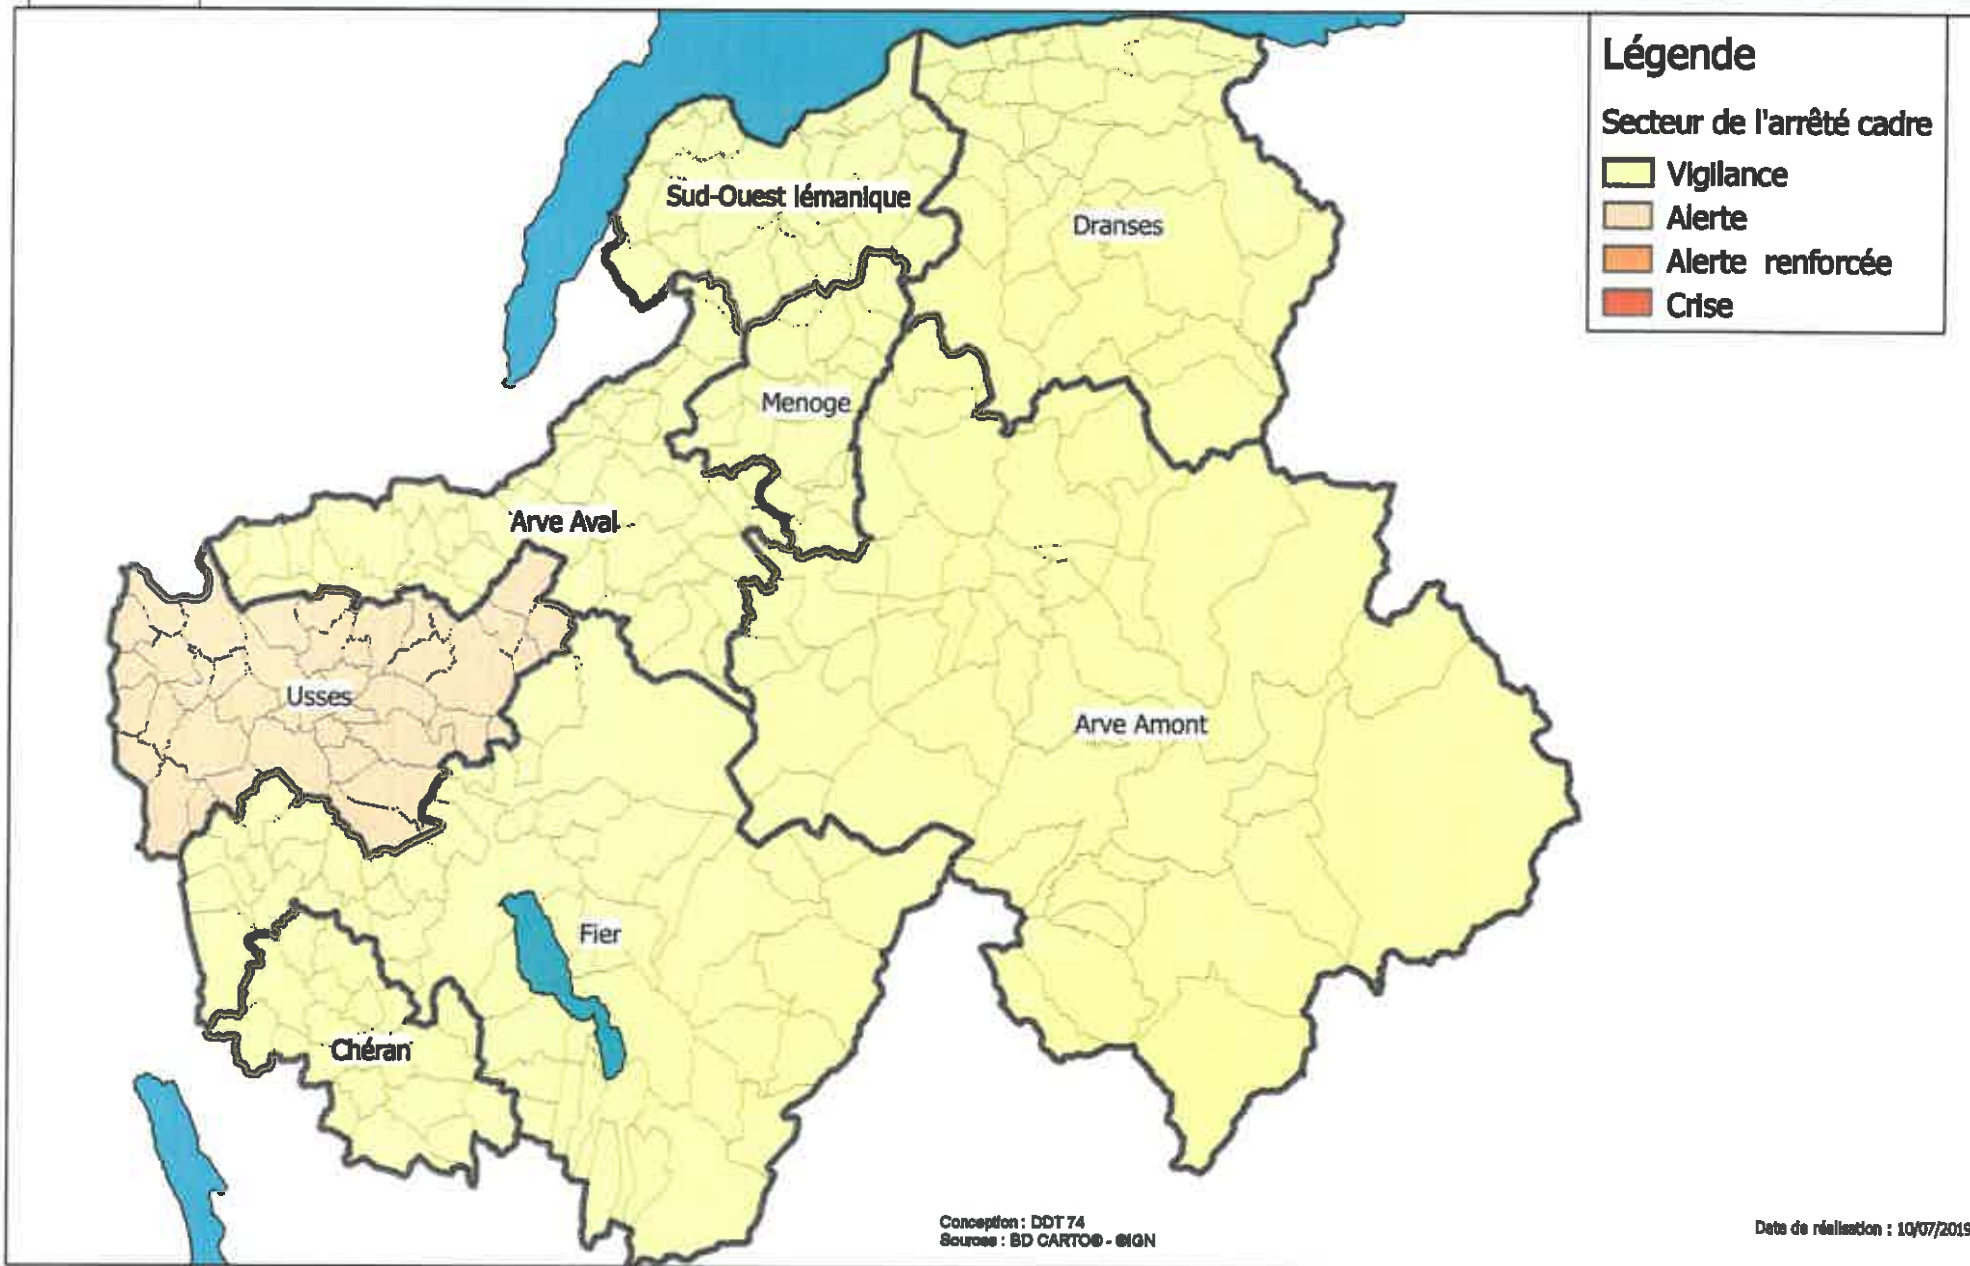 Légende
Secteur de l'arrêté cadre
Vigilance
Alerte
Alerte renforcée
Crise
Sud-Ouest lémanique
Dranses
Menoge
Arve Aval
Usses
Arve Amont
Fier
Chéran
Conception : DDT 74
Sources : BD CARTO® - ©IGN
Date de réalisation : 10/07/2019